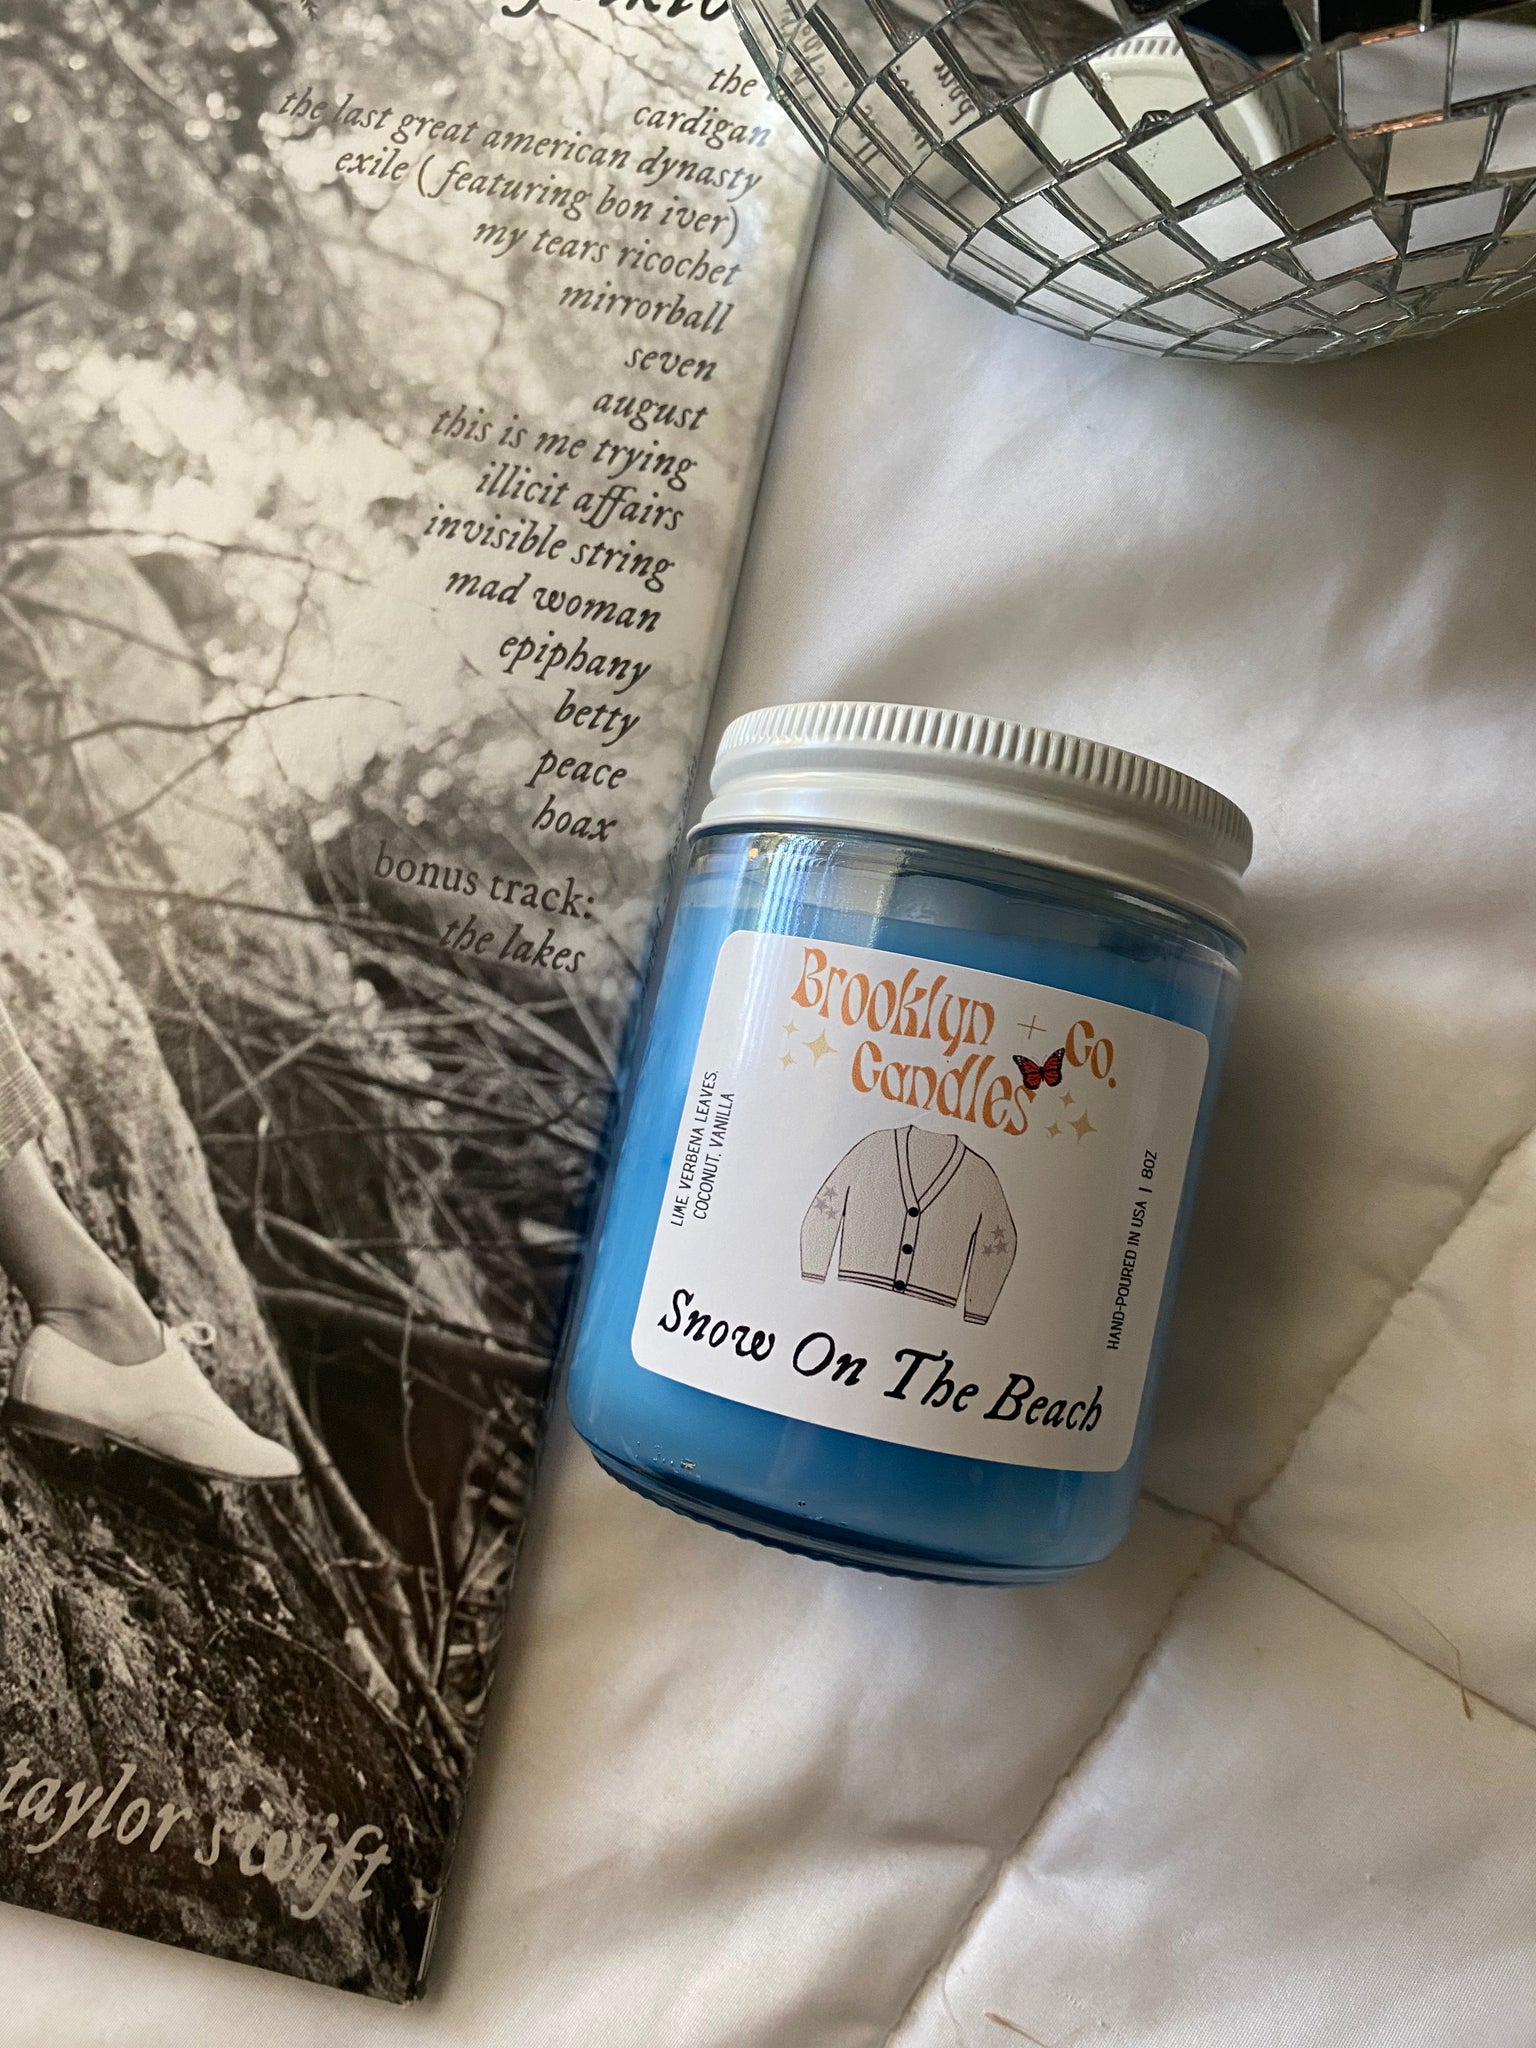 the
cardigan
the last great american dynasty
exile (featuring bon iver)
my tears ricochet
mirrorball
seven
august
this is me trying
illicit affairs
invisible string
mad woman
epiphany
betty
peace
hoax
bonus track:
the lakes
taylor swift
Brooklyn + Co.
Candles
LIME, VERBENA LEAVES,
COCONUT, VANILLA
HAND-POURED IN USA | 8OZ
Snow On The Beach